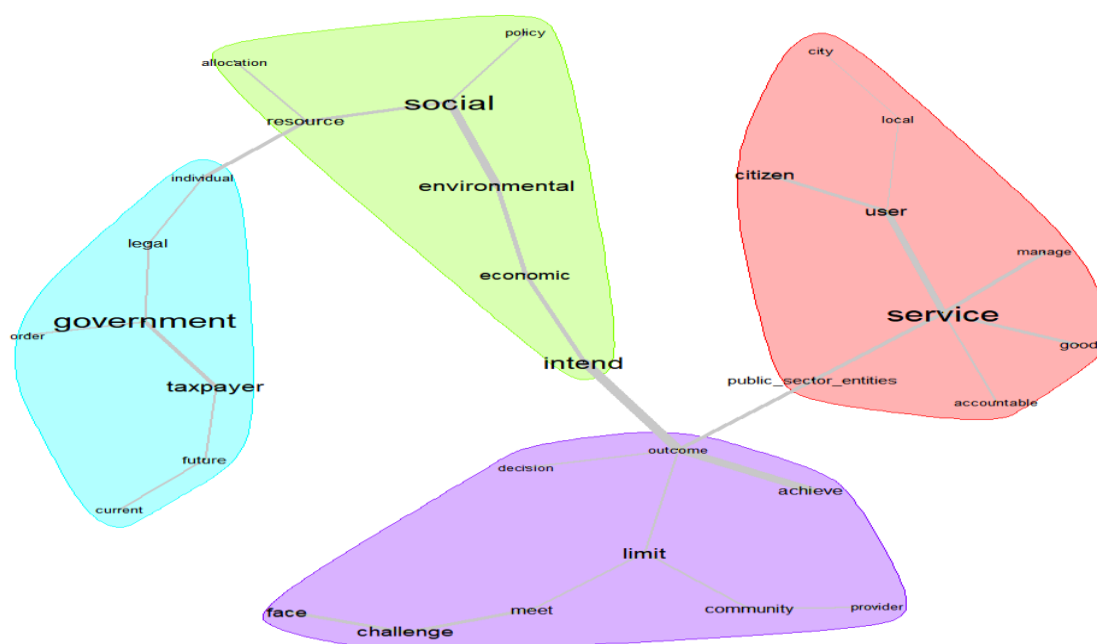 policy
city
allocation
social
resource
local
individual
citizen
environmental
user
legal
manage
economic
service
government
order
good
intend
public_sector_entities
taxpayer
accountable
outcome
future
decision
achieve
current
limit
face
meet
community
provider
challenge